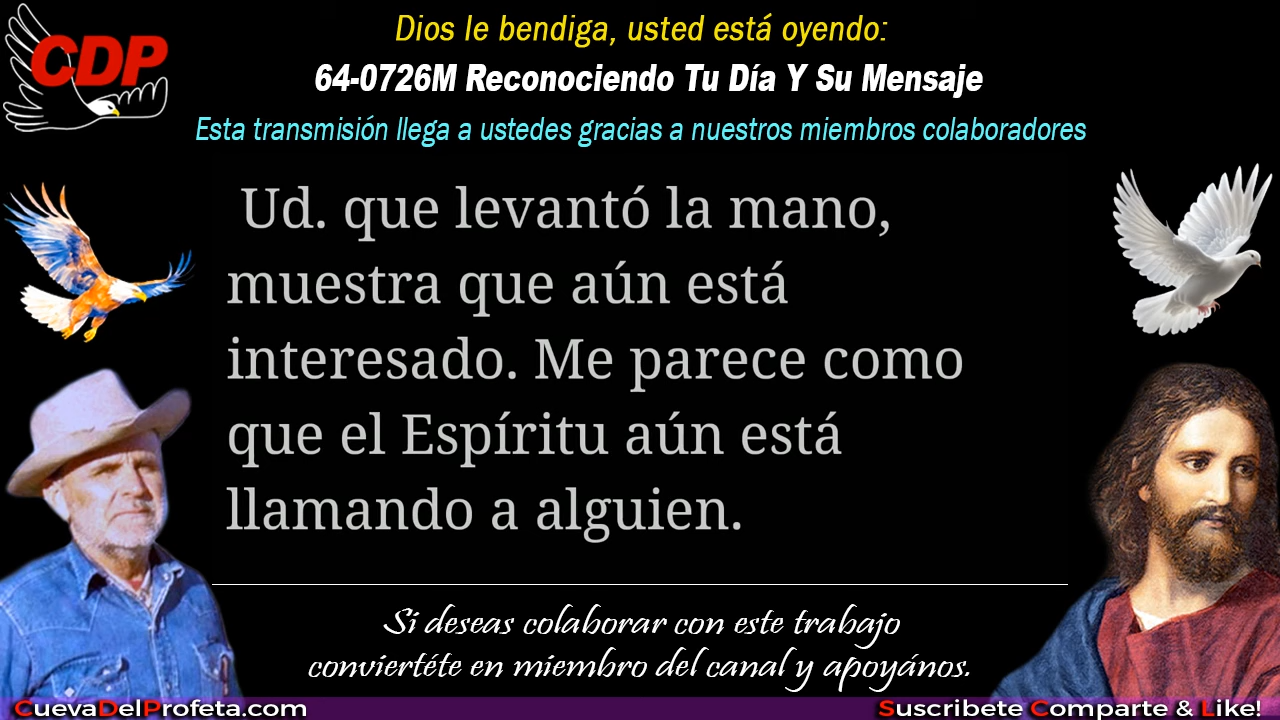 CDP
Dios le bendiga, usted está oyendo:
64-0726M Reconociendo Tu Día Y Su Mensaje
Esta transmisión llega a ustedes gracias a nuestros miembros colaboradores
Ud. que levantó la mano,
muestra que aún está
interesado. Me parece como
que el Espíritu aún está
llamando a alguien.
Si deseas colaborar con este trabajo
conviertéte en miembro del canal y apoyános.
CuevaDelProfeta.com
Suscribete Comparte & Like!